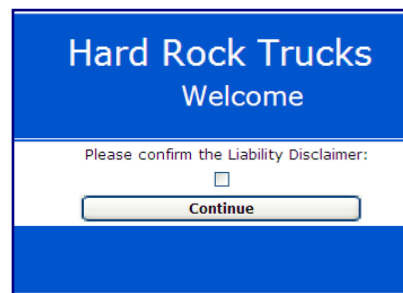 Hard Rock Trucks
Welcome
Please confirm the Liability Disclaimer:
Continue